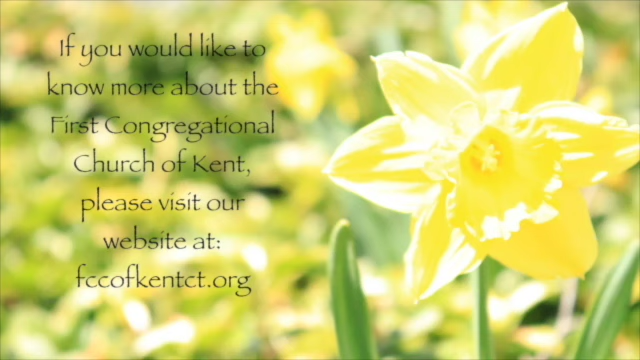 If you would like to
know more about the
First Congregational
Church of Kent,
please visit our
website at:
fccofkentct.org